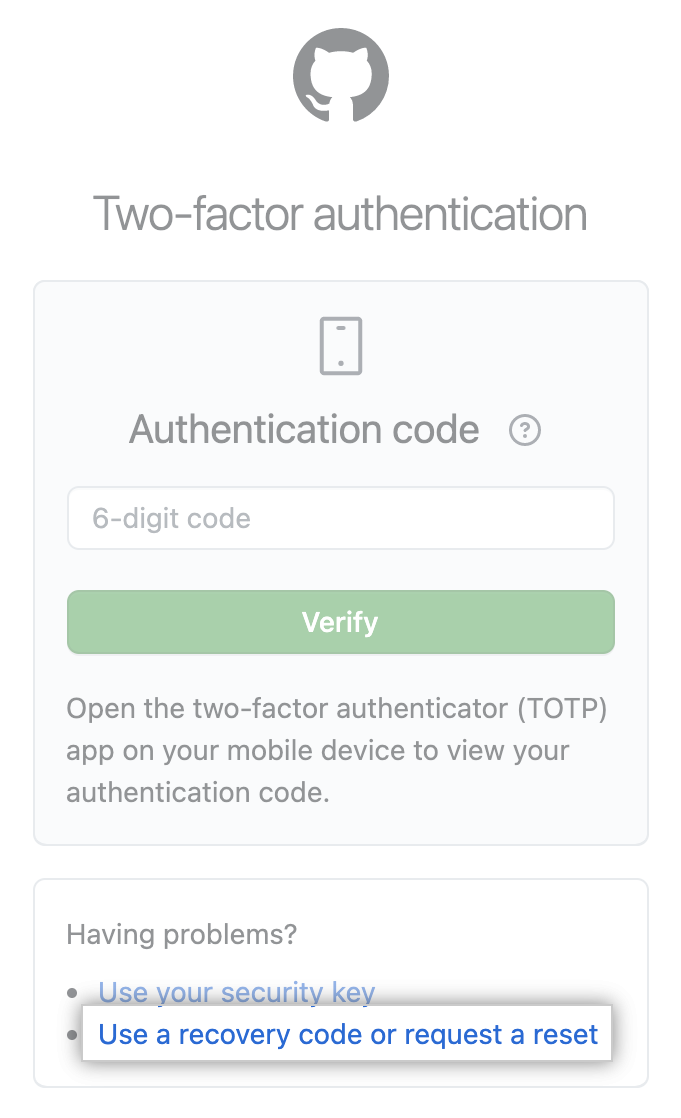 Two-factor authentication
Authentication code
6-digit code
Verify
Open the two-factor authenticator (TOTP)
app on your mobile device to view your
authentication code.
Having problems?
Use your security key
Use a recovery code or request a reset